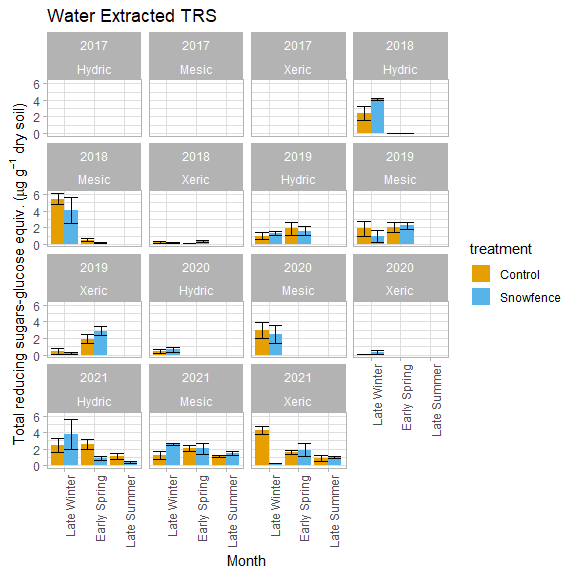 Water Extracted TRS
Total reducing sugars-glucose equiv. (µg g⁻¹ dry soil)
2017 2017 2017 2018
Hydric Mesic Xeric Hydric
6
4
2
0
2018 2018 2019 2019
Mesic Xeric Hydric Mesic
6
4
2
0
2019 2020 2020 2020
Xeric Hydric Mesic Xeric
6
4
2
0
2021 2021 2021
Hydric Mesic Xeric
6
4
2
0
Late Winter Early Spring Late Summer
Late Winter Early Spring Late Summer
Late Winter Early Spring Late Summer
Late Winter Early Spring Late Summer
Month
treatment
Control
Snowfence